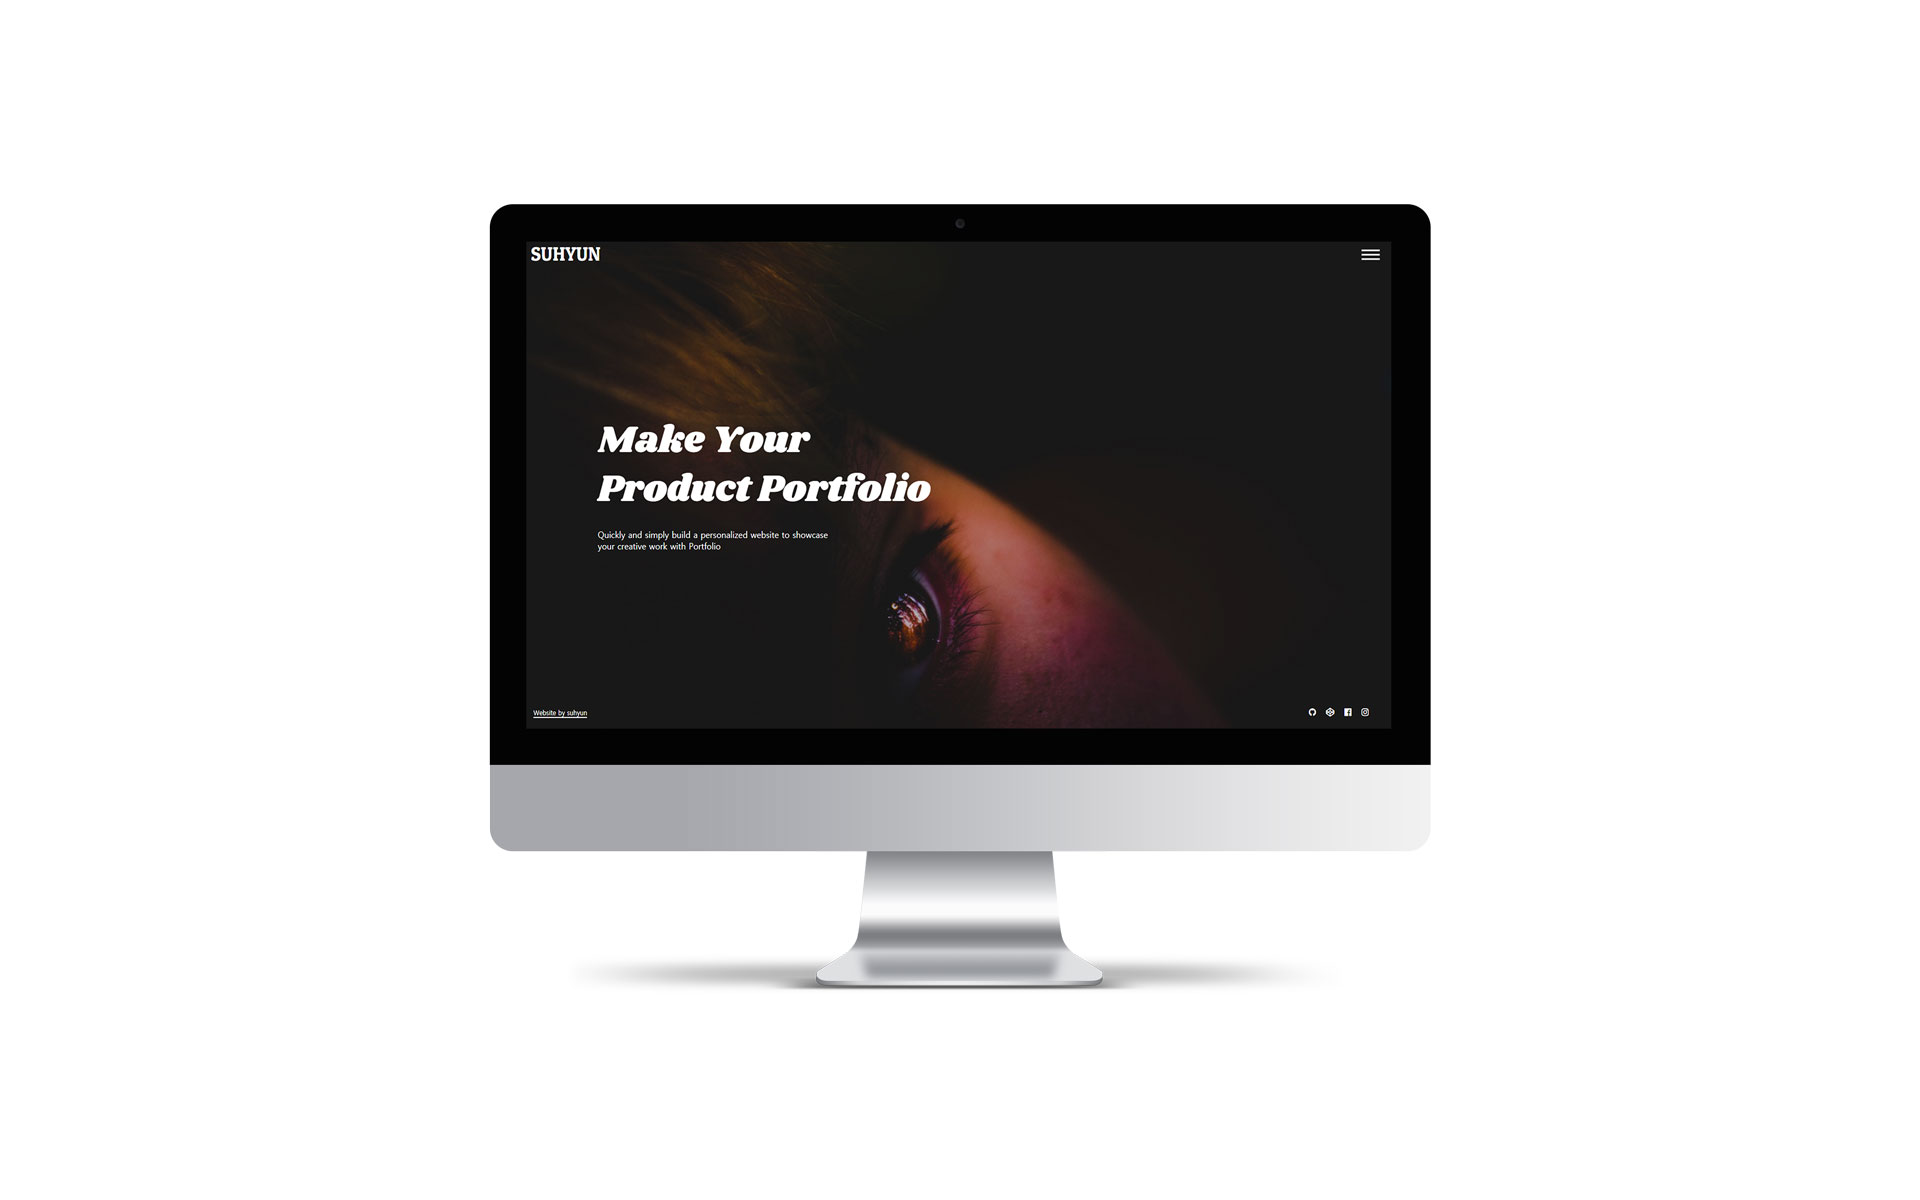 SUHYUN
Make Your
Product Portfolio
Quickly and simply build a personalized website to showcase
your creative work with Portfolio
Website by suhyun